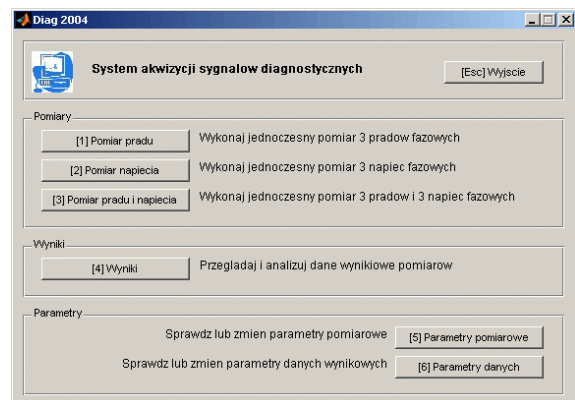 Diag 2004
System akwizycji sygnalow diagnostycznych
[Esc] Wyjscie
Pomiary
[1] Pomiar pradu
Wykonaj jednoczesny pomiar 3 pradow fazowych
[2] Pomiar napiecia
Wykonaj jednoczesny pomiar 3 napiec fazowych
[3] Pomiar pradu i napiecia
Wykonaj jednoczesny pomiar 3 pradow i 3 napiec fazowych
Wyniki
[4] Wyniki
Przegladaj i analizuj dane wynikowe pomiarow
Parametry
Sprawdz lub zmien parametry pomiarowe
[5] Parametry pomiarowe
Sprawdz lub zmien parametry danych wynikowych
[6] Parametry danych